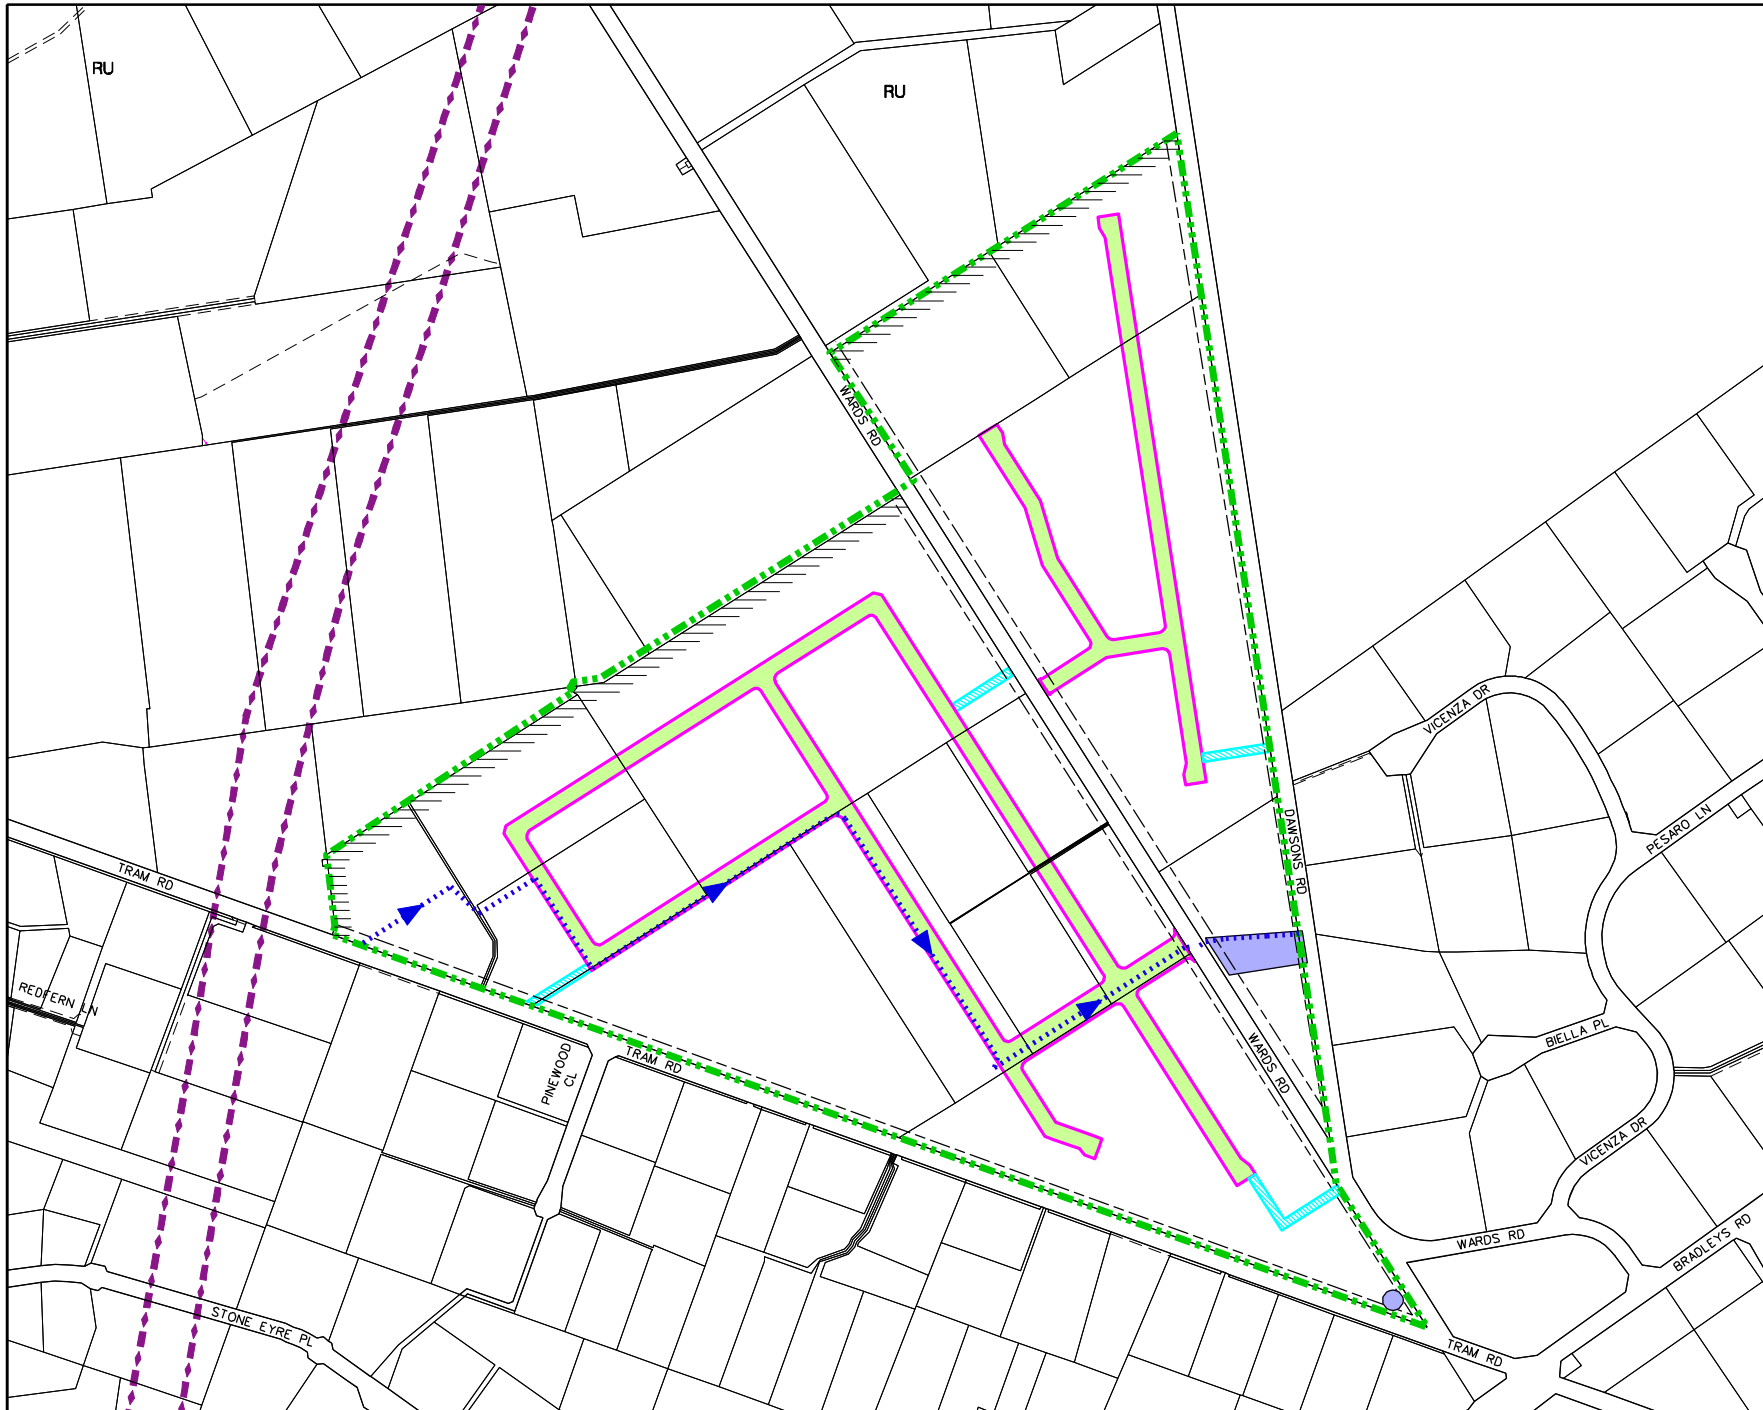 RU
RU
WARDS RD
VICENZA DR
PESARO LN
DAWSONS RD
TRAM RD
REDFERN LN
PINEWOOD
CL
TRAM RD
WARDS RD
BIELLA PL
VICENZA DR
WARDS RD
BRADLEYS RD
STONE EYRE PL
TRAM RD